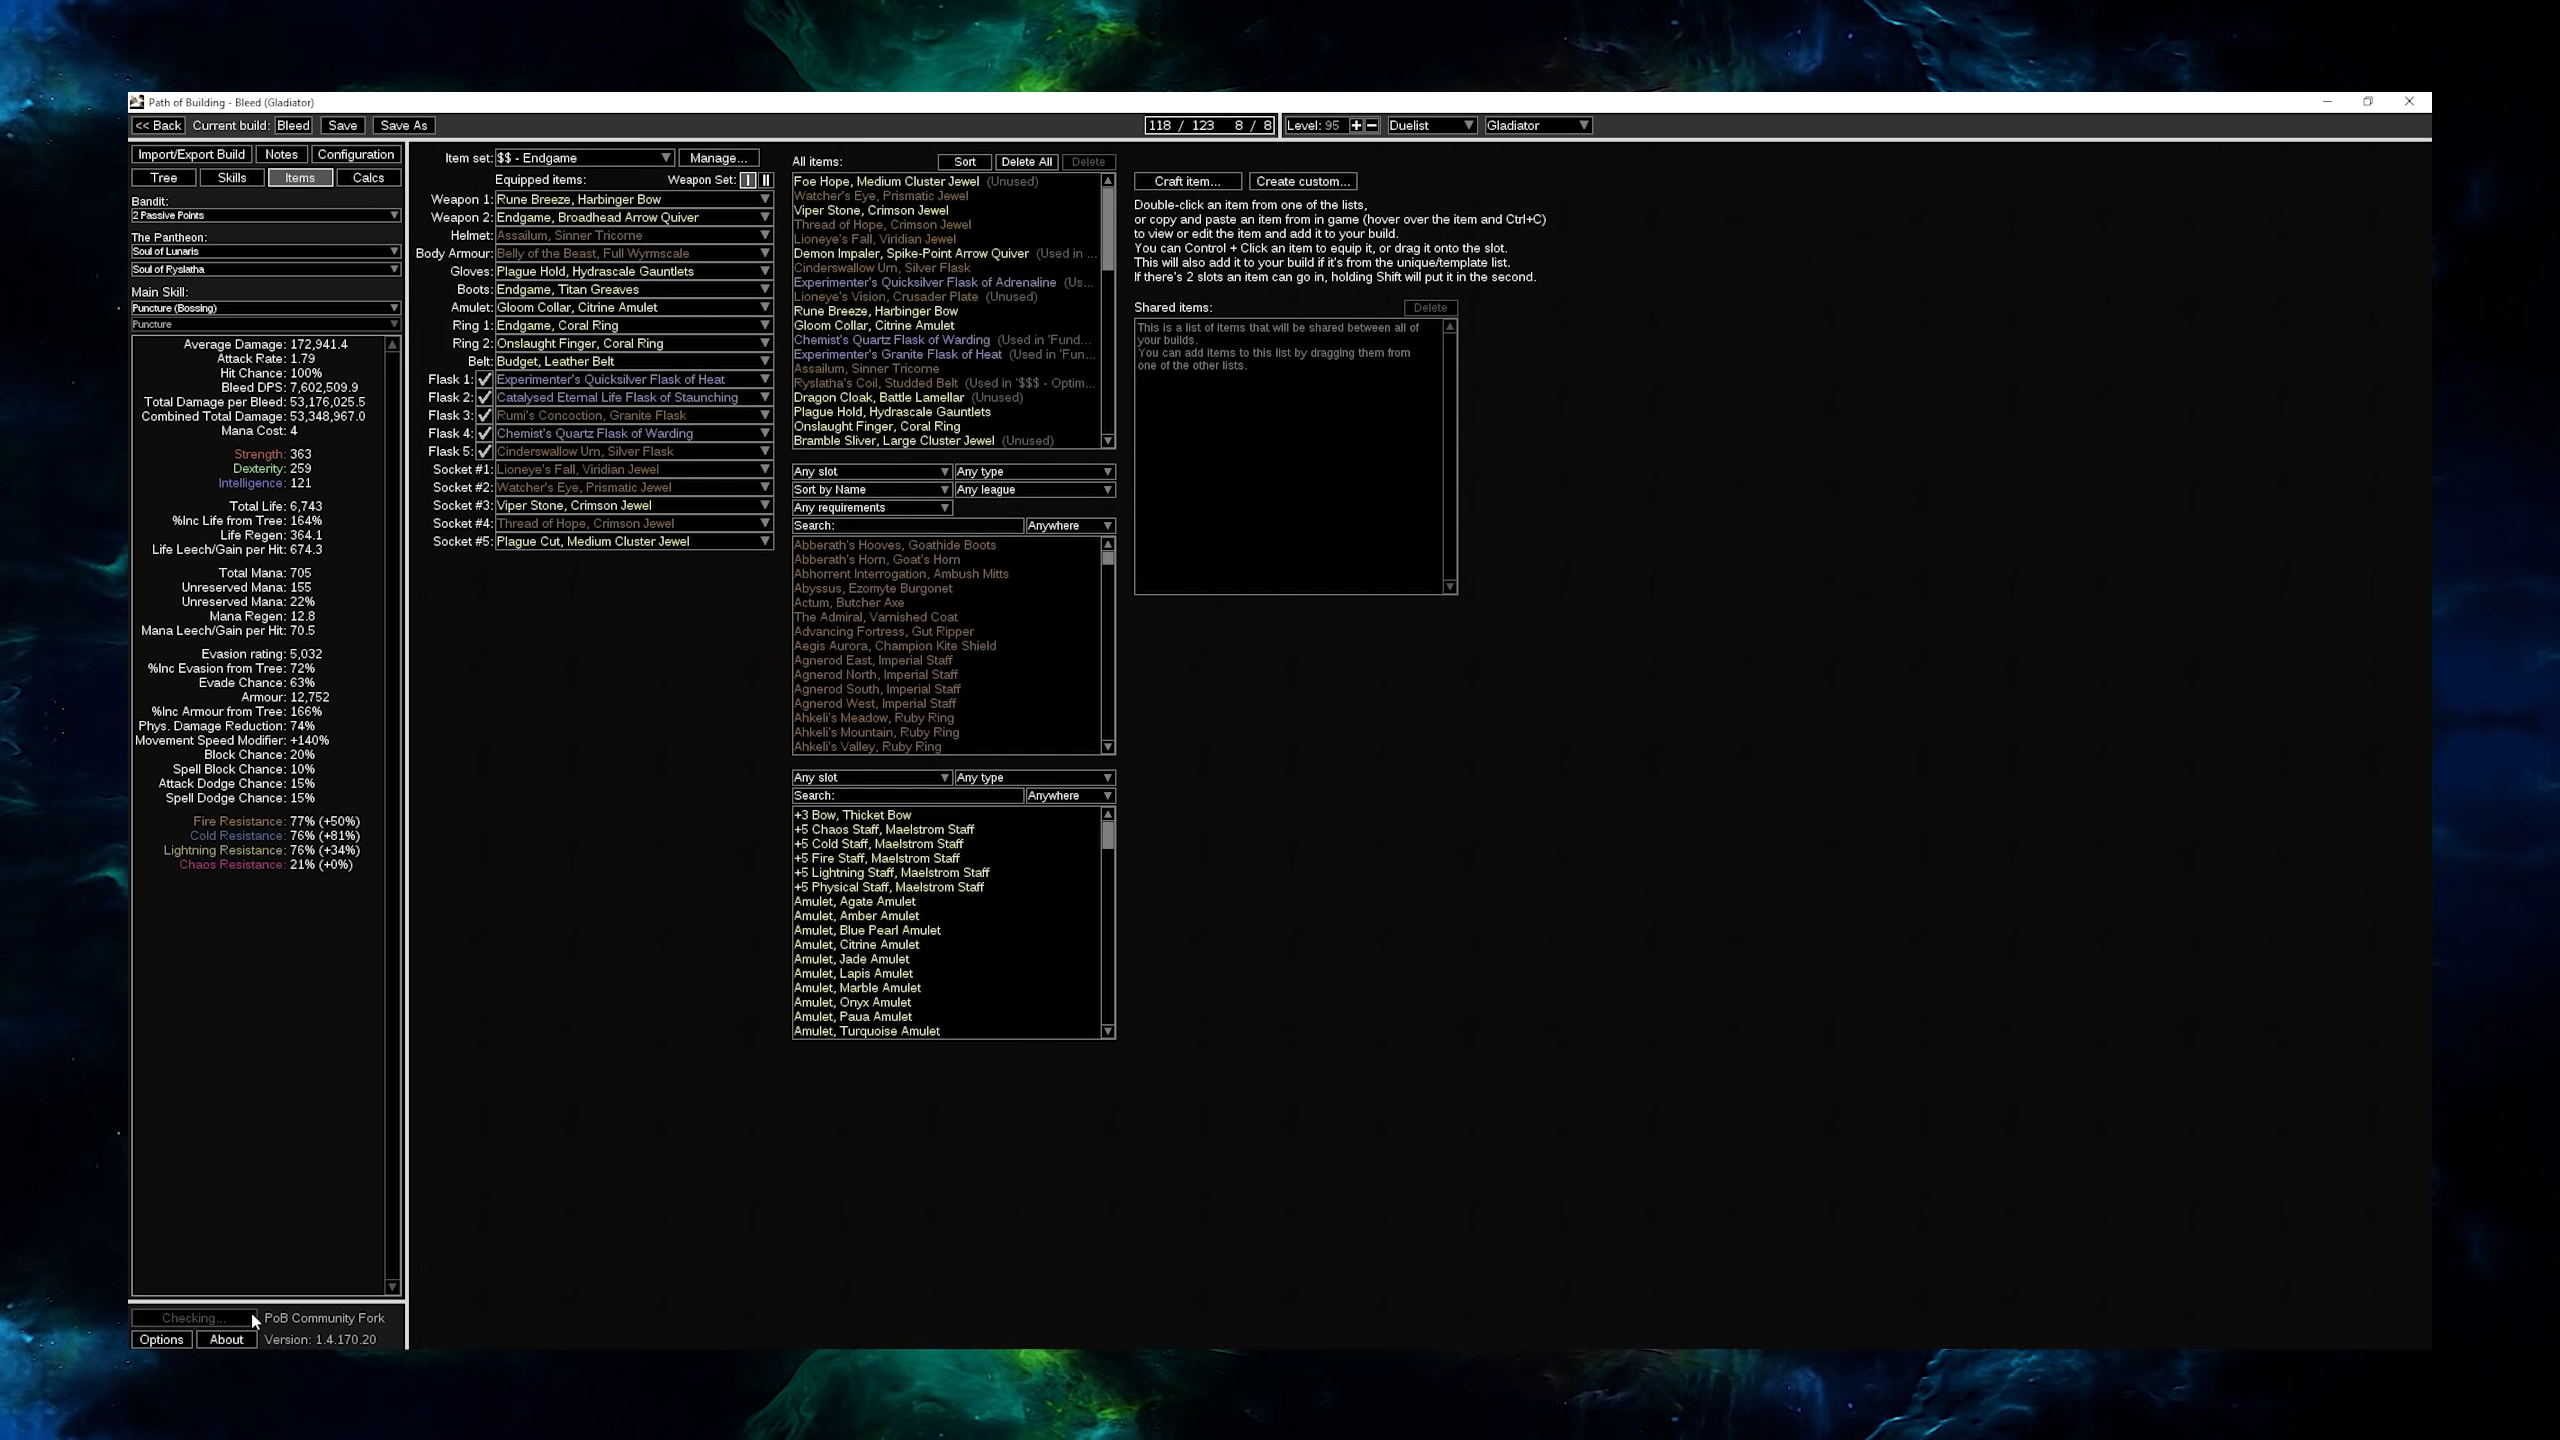 Path of Building - Bleed (Gladiator)
<< Back Current build: Bleed Save Save As 118 / 123 8 / 8 Level: 95 Duelist Gladiator
Import/Export Build Notes Configuration
Tree Skills Items Calcs
Bandit:
2 Passive Points
The Pantheon:
Soul of Lunaris
Soul of Ryslatha
Main Skill:
Puncture (Bossing)
Puncture
Average Damage: 172,941.4
Attack Rate: 1.79
Hit Chance: 100%
Bleed DPS: 7,602,509.9
Total Damage per Bleed: 53,176,025.5
Combined Total Damage: 53,348,967.0
Mana Cost: 4
Strength: 363
Dexterity: 259
Intelligence: 121
Total Life: 6,743
%Inc Life from Tree: 164%
Life Regen: 364.1
Life Leech/Gain per Hit: 674.3
Total Mana: 705
Unreserved Mana: 155
Unreserved Mana: 22%
Mana Regen: 12.8
Mana Leech/Gain per Hit: 70.5
Evasion rating: 5,032
%Inc Evasion from Tree: 72%
Evade Chance: 63%
Armour: 12,752
%Inc Armour from Tree: 166%
Phys. Damage Reduction: 74%
Movement Speed Modifier: +140%
Block Chance: 20%
Spell Block Chance: 10%
Attack Dodge Chance: 15%
Spell Dodge Chance: 15%
Fire Resistance: 77% (+50%)
Cold Resistance: 76% (+81%)
Lightning Resistance: 76% (+34%)
Chaos Resistance: 21% (+0%)
Checking... PoB Community Fork
Options About Version: 1.4.170.20
Item set: $$ - Endgame Manage...
Equipped items: Weapon Set: I II
Weapon 1: Rune Breeze, Harbinger Bow
Weapon 2: Endgame, Broadhead Arrow Quiver
Helmet: Assailum, Sinner Tricorne
Body Armour: Belly of the Beast, Full Wyrmscale
Gloves: Plague Hold, Hydrascale Gauntlets
Boots: Endgame, Titan Greaves
Amulet: Gloom Collar, Citrine Amulet
Ring 1: Endgame, Coral Ring
Ring 2: Onslaught Finger, Coral Ring
Belt: Budget, Leather Belt
Flask 1: Experimenter's Quicksilver Flask of Heat
Flask 2: Catalysed Eternal Life Flask of Staunching
Flask 3: Rumi's Concoction, Granite Flask
Flask 4: Chemist's Quartz Flask of Warding
Flask 5: Cinderswallow Urn, Silver Flask
Socket #1: Lioneye's Fall, Viridian Jewel
Socket #2: Watcher's Eye, Prismatic Jewel
Socket #3: Viper Stone, Crimson Jewel
Socket #4: Thread of Hope, Crimson Jewel
Socket #5: Plague Cut, Medium Cluster Jewel
All items: Sort Delete All Delete
Foe Hope, Medium Cluster Jewel (Unused)
Watcher's Eye, Prismatic Jewel
Viper Stone, Crimson Jewel
Thread of Hope, Crimson Jewel
Lioneye's Fall, Viridian Jewel
Demon Impaler, Spike-Point Arrow Quiver (Used in ...
Cinderswallow Urn, Silver Flask
Experimenter's Quicksilver Flask of Adrenaline (Us...
Lioneye's Vision, Crusader Plate (Unused)
Rune Breeze, Harbinger Bow
Gloom Collar, Citrine Amulet
Chemist's Quartz Flask of Warding (Used in 'Fund...
Experimenter's Granite Flask of Heat (Used in 'Fun...
Assailum, Sinner Tricorne
Ryslatha's Coil, Studded Belt (Used in '$$$ - Optim...
Dragon Cloak, Battle Lamellar (Unused)
Plague Hold, Hydrascale Gauntlets
Onslaught Finger, Coral Ring
Bramble Sliver, Large Cluster Jewel (Unused)
Any slot Any type
Sort by Name Any league
Any requirements
Search: Anywhere
Abberath's Hooves, Goathide Boots
Abberath's Horn, Goat's Horn
Abhorrent Interrogation, Ambush Mitts
Abyssus, Ezomyte Burgonet
Actum, Butcher Axe
The Admiral, Varnished Coat
Advancing Fortress, Gut Ripper
Aegis Aurora, Champion Kite Shield
Agnerod East, Imperial Staff
Agnerod North, Imperial Staff
Agnerod South, Imperial Staff
Agnerod West, Imperial Staff
Ahkeli's Meadow, Ruby Ring
Ahkeli's Mountain, Ruby Ring
Ahkeli's Valley, Ruby Ring
Any slot Any type
Search: Anywhere
+3 Bow, Thicket Bow
+5 Chaos Staff, Maelstrom Staff
+5 Cold Staff, Maelstrom Staff
+5 Fire Staff, Maelstrom Staff
+5 Lightning Staff, Maelstrom Staff
+5 Physical Staff, Maelstrom Staff
Amulet, Agate Amulet
Amulet, Amber Amulet
Amulet, Blue Pearl Amulet
Amulet, Citrine Amulet
Amulet, Jade Amulet
Amulet, Lapis Amulet
Amulet, Marble Amulet
Amulet, Onyx Amulet
Amulet, Paua Amulet
Amulet, Turquoise Amulet
Craft item... Create custom...
Double-click an item from one of the lists,
or copy and paste an item from in game (hover over the item and Ctrl+C)
to view or edit the item and add it to your build.
You can Control + Click an item to equip it, or drag it onto the slot.
This will also add it to your build if it's from the unique/template list.
If there's 2 slots an item can go in, holding Shift will put it in the second.
Shared items: Delete
This is a list of items that will be shared between all of
your builds.
You can add items to this list by dragging them from
one of the other lists.